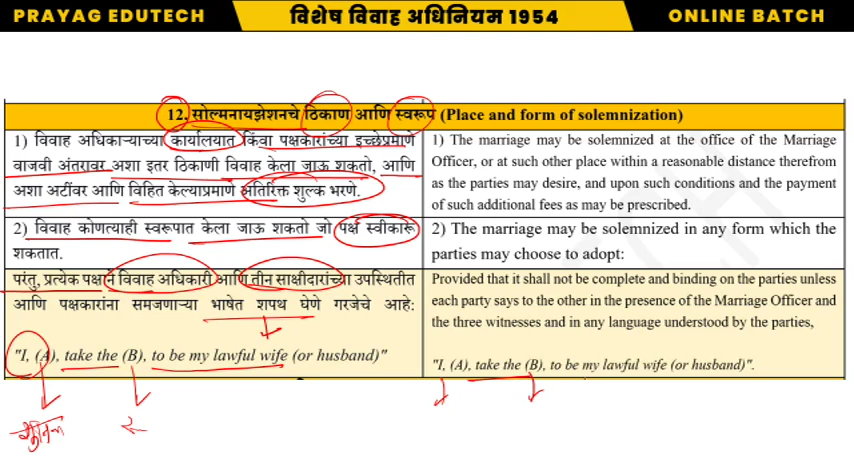 PRAYAG EDUTECH
विशेष विवाह अधिनियम 1954
ONLINE BATCH
12. सोल्मनायझेशनचे ठिकाण आणि स्वरूप (Place and form of solemnization)
1) विवाह अधिकाऱ्याच्या कार्यालयात किंवा पक्षकारांच्या इच्छेप्रमाणे
वाजवी अंतरावर अशा इतर ठिकाणी विवाह केला जाऊ शकतो, आणि
अशा अटींवर आणि विहित केल्याप्रमाणे अतिरिक्त शुल्क भरणे.
1) The marriage may be solemnized at the office of the Marriage
Officer, or at such other place within a reasonable distance therefrom
as the parties may desire, and upon such conditions and the payment
of such additional fees as may be prescribed.
2) विवाह कोणत्याही स्वरूपात केला जाऊ शकतो जो पक्ष स्वीकारू
शकतात.
2) The marriage may be solemnized in any form which the
parties may choose to adopt:
परंतु, प्रत्येक पक्षाने विवाह अधिकारी आणि तीन साक्षीदारांच्या उपस्थितीत
आणि पक्षकारांना समजणाऱ्या भाषेत शपथ घेणे गरजेचे आहे:
"I, (A), take the (B), to be my lawful wife (or husband)"
Provided that it shall not be complete and binding on the parties unless
each party says to the other in the presence of the Marriage Officer and
the three witnesses and in any language understood by the parties,
"I, (A), take the (B), to be my lawful wife (or husband)".